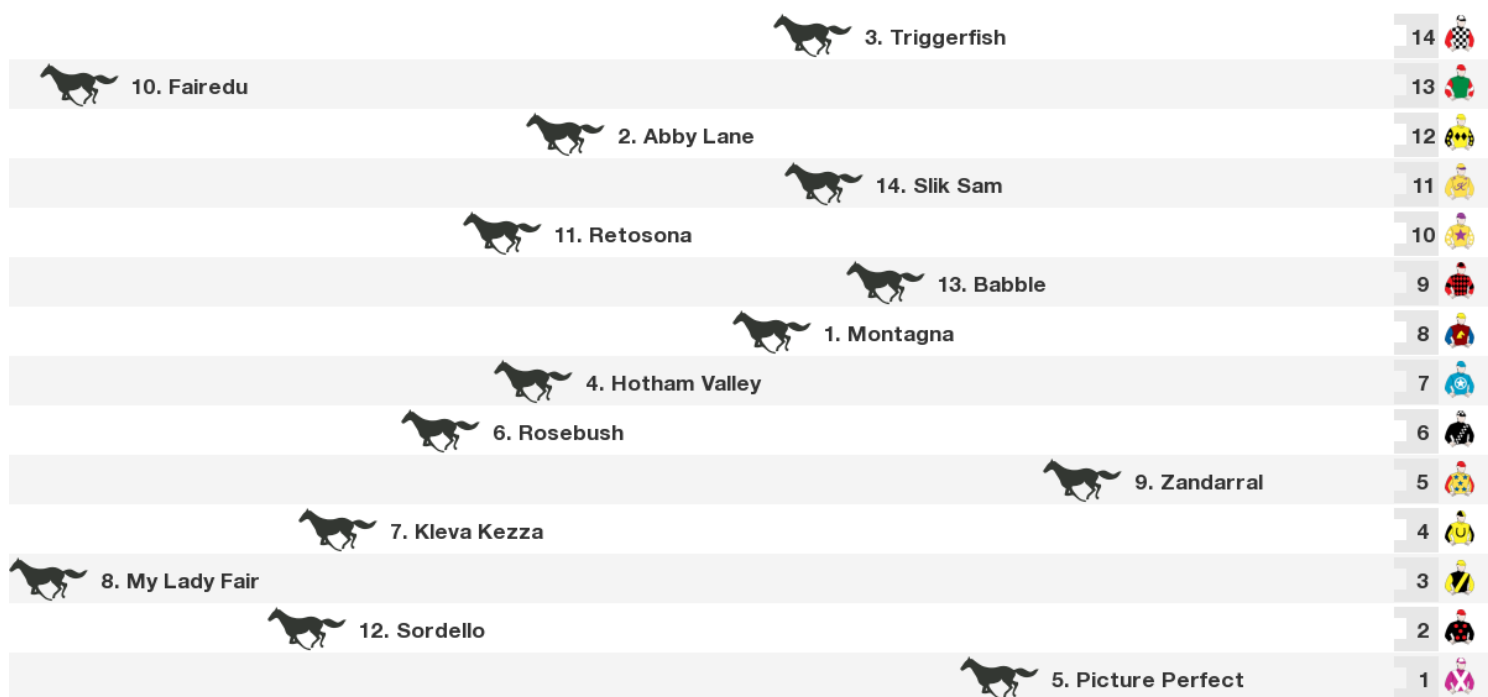 3. Triggerfish 14
10. Fairedu 13
2. Abby Lane 12
14. Slik Sam 11
11. Retosona 10
13. Babble 9
1. Montagna 8
4. Hotham Valley 7
6. Rosebush 6
9. Zandarral 5
7. Kleva Kezza 4
8. My Lady Fair 3
12. Sordello 2
5. Picture Perfect 1